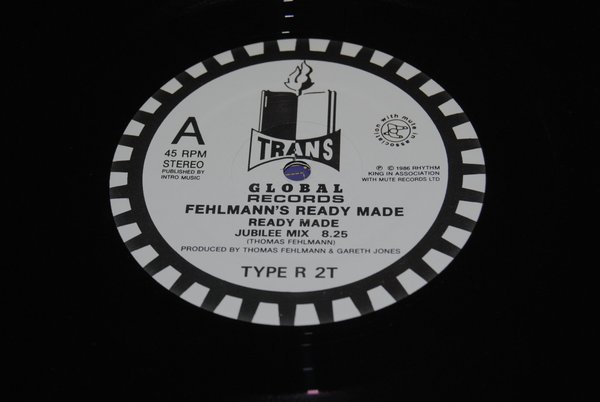 TRANS
GLOBAL
RECORDS
A
45 RPM
STEREO
PUBLISHED BY
INTRO MUSIC
in association with mute
℗ © 1986 RHYTHM
KING IN ASSOCIATION
WITH MUTE RECORDS LTD
FEHLMANN'S READY MADE
READY MADE
JUBILEE MIX 8.25
(THOMAS FEHLMANN)
PRODUCED BY THOMAS FEHLMANN & GARETH JONES
TYPE R 2T